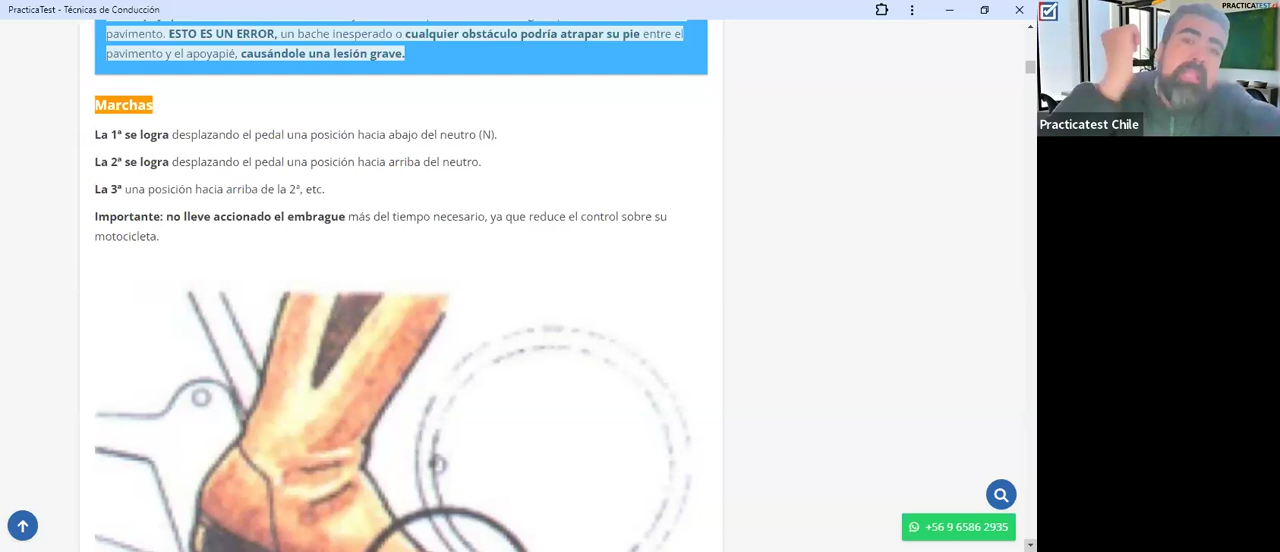 PracticaTest - Técnicas de Conducción
pavimento. ESTO ES UN ERROR, un bache inesperado o cualquier obstáculo podría atrapar su pie entre el
pavimento y el apoyapié, causándole una lesión grave.
Marchas
La 1ª se logra desplazando el pedal una posición hacia abajo del neutro (N).
La 2ª se logra desplazando el pedal una posición hacia arriba del neutro.
La 3ª una posición hacia arriba de la 2ª, etc.
Importante: no lleve accionado el embrague más del tiempo necesario, ya que reduce el control sobre su
motocicleta.
+56 9 6586 2935
PRACTICATEST.cl
Practicatest Chile